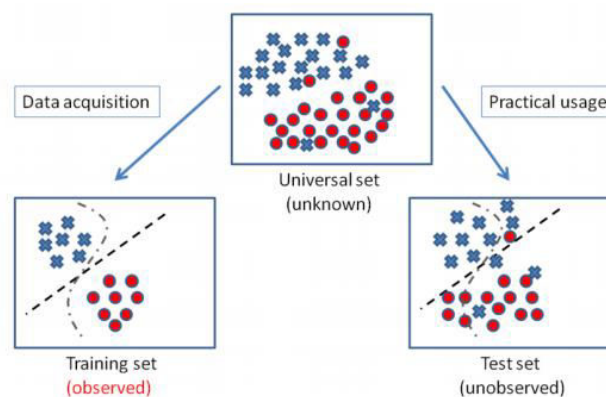 Data acquisition
Practical usage
Universal set
(unknown)
Training set
(observed)
Test set
(unobserved)